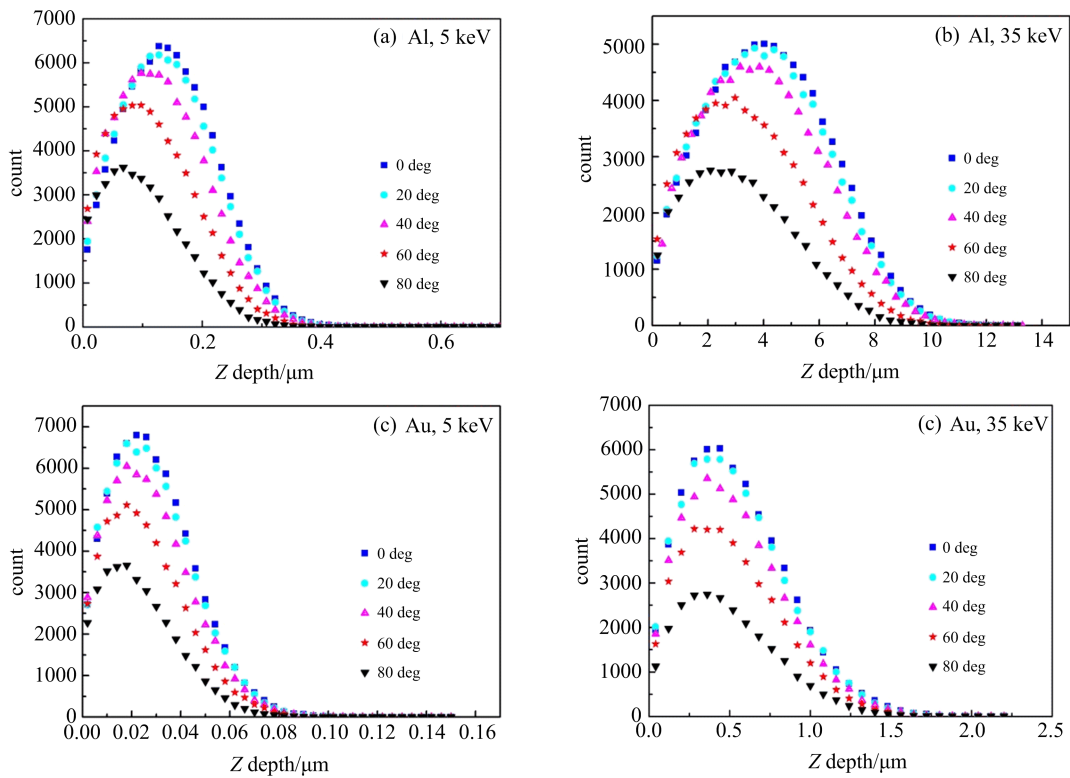 (a) Al, 5 keV
7000
6000
5000
4000
3000
2000
1000
0
count
0 deg
20 deg
40 deg
60 deg
80 deg
0.0 0.2 0.4 0.6
Z depth/μm
(b) Al, 35 keV
5000
4000
3000
2000
1000
0
count
0 deg
20 deg
40 deg
60 deg
80 deg
0 2 4 6 8 10 12 14
Z depth/μm
(c) Au, 5 keV
7000
6000
5000
4000
3000
2000
1000
0
count
0 deg
20 deg
40 deg
60 deg
80 deg
0.00 0.02 0.04 0.06 0.08 0.10 0.12 0.14 0.16
Z depth/μm
(c) Au, 35 keV
7000
6000
5000
4000
3000
2000
1000
0
count
0 deg
20 deg
40 deg
60 deg
80 deg
0.0 0.5 1.0 1.5 2.0 2.5
Z depth/μm